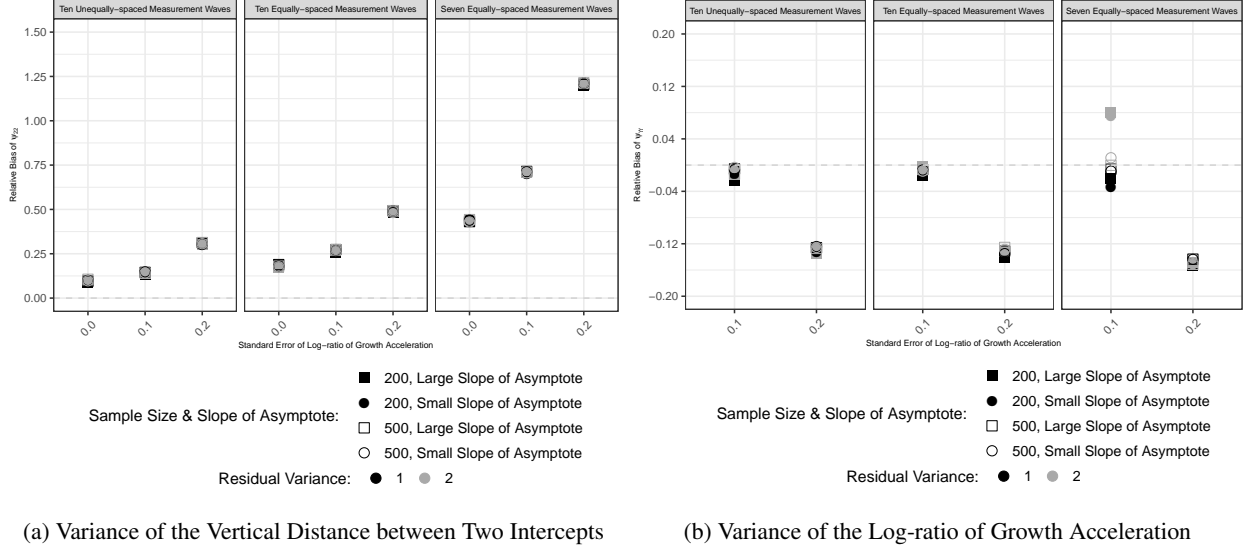 Ten Unequally−spaced Measurement Waves
Ten Equally−spaced Measurement Waves
Seven Equally−spaced Measurement Waves
1.50
1.25
1.00
0.75
0.50
0.25
0.00
Relative Bias of ψ22
0.0
0.1
0.2
0.0
0.1
0.2
0.0
0.1
0.2
Standard Error of Log−ratio of Growth Acceleration
Sample Size & Slope of Asymptote:
200, Large Slope of Asymptote
200, Small Slope of Asymptote
500, Large Slope of Asymptote
500, Small Slope of Asymptote
Residual Variance:
1
2
(a) Variance of the Vertical Distance between Two Intercepts
Ten Unequally−spaced Measurement Waves
Ten Equally−spaced Measurement Waves
Seven Equally−spaced Measurement Waves
0.20
0.12
0.04
−0.04
−0.12
−0.20
Relative Bias of ψγγ
0.1
0.2
0.1
0.2
0.1
0.2
Standard Error of Log−ratio of Growth Acceleration
Sample Size & Slope of Asymptote:
200, Large Slope of Asymptote
200, Small Slope of Asymptote
500, Large Slope of Asymptote
500, Small Slope of Asymptote
Residual Variance:
1
2
(b) Variance of the Log-ratio of Growth Acceleration